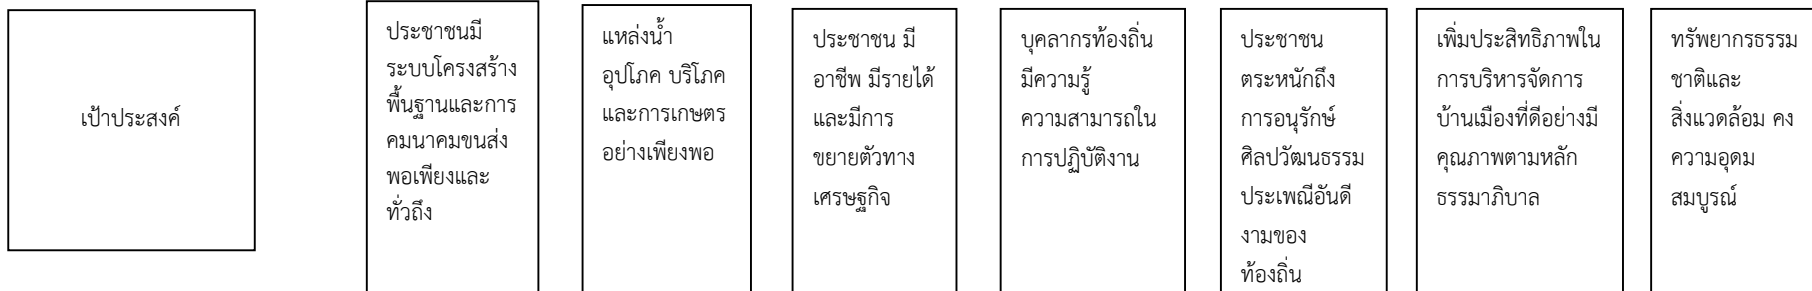 เป้าประสงค์
ประชาชนมี
ระบบโครงสร้าง
พื้นฐานและการ
คมนาคมขนส่ง
พอเพียงและ
ทั่วถึง
แหล่งน้ำ
อุปโภค บริโภค
และการเกษตร
อย่างเพียงพอ
ประชาชน มี
อาชีพ มีรายได้
และมีการ
ขยายตัวทาง
เศรษฐกิจ
บุคลากรท้องถิ่น
มีความรู้
ความสามารถใน
การปฏิบัติงาน
ประชาชน
ตระหนักถึง
การอนุรักษ์
ศิลปวัฒนธรรม
ประเพณีอันดี
งามของ
ท้องถิ่น
เพิ่มประสิทธิภาพใน
การบริหารจัดการ
บ้านเมืองที่ดีอย่างมี
คุณภาพตามหลัก
ธรรมาภิบาล
ทรัพยากรธรรม
ชาติและ
สิ่งแวดล้อม คง
ความอุดม
สมบูรณ์